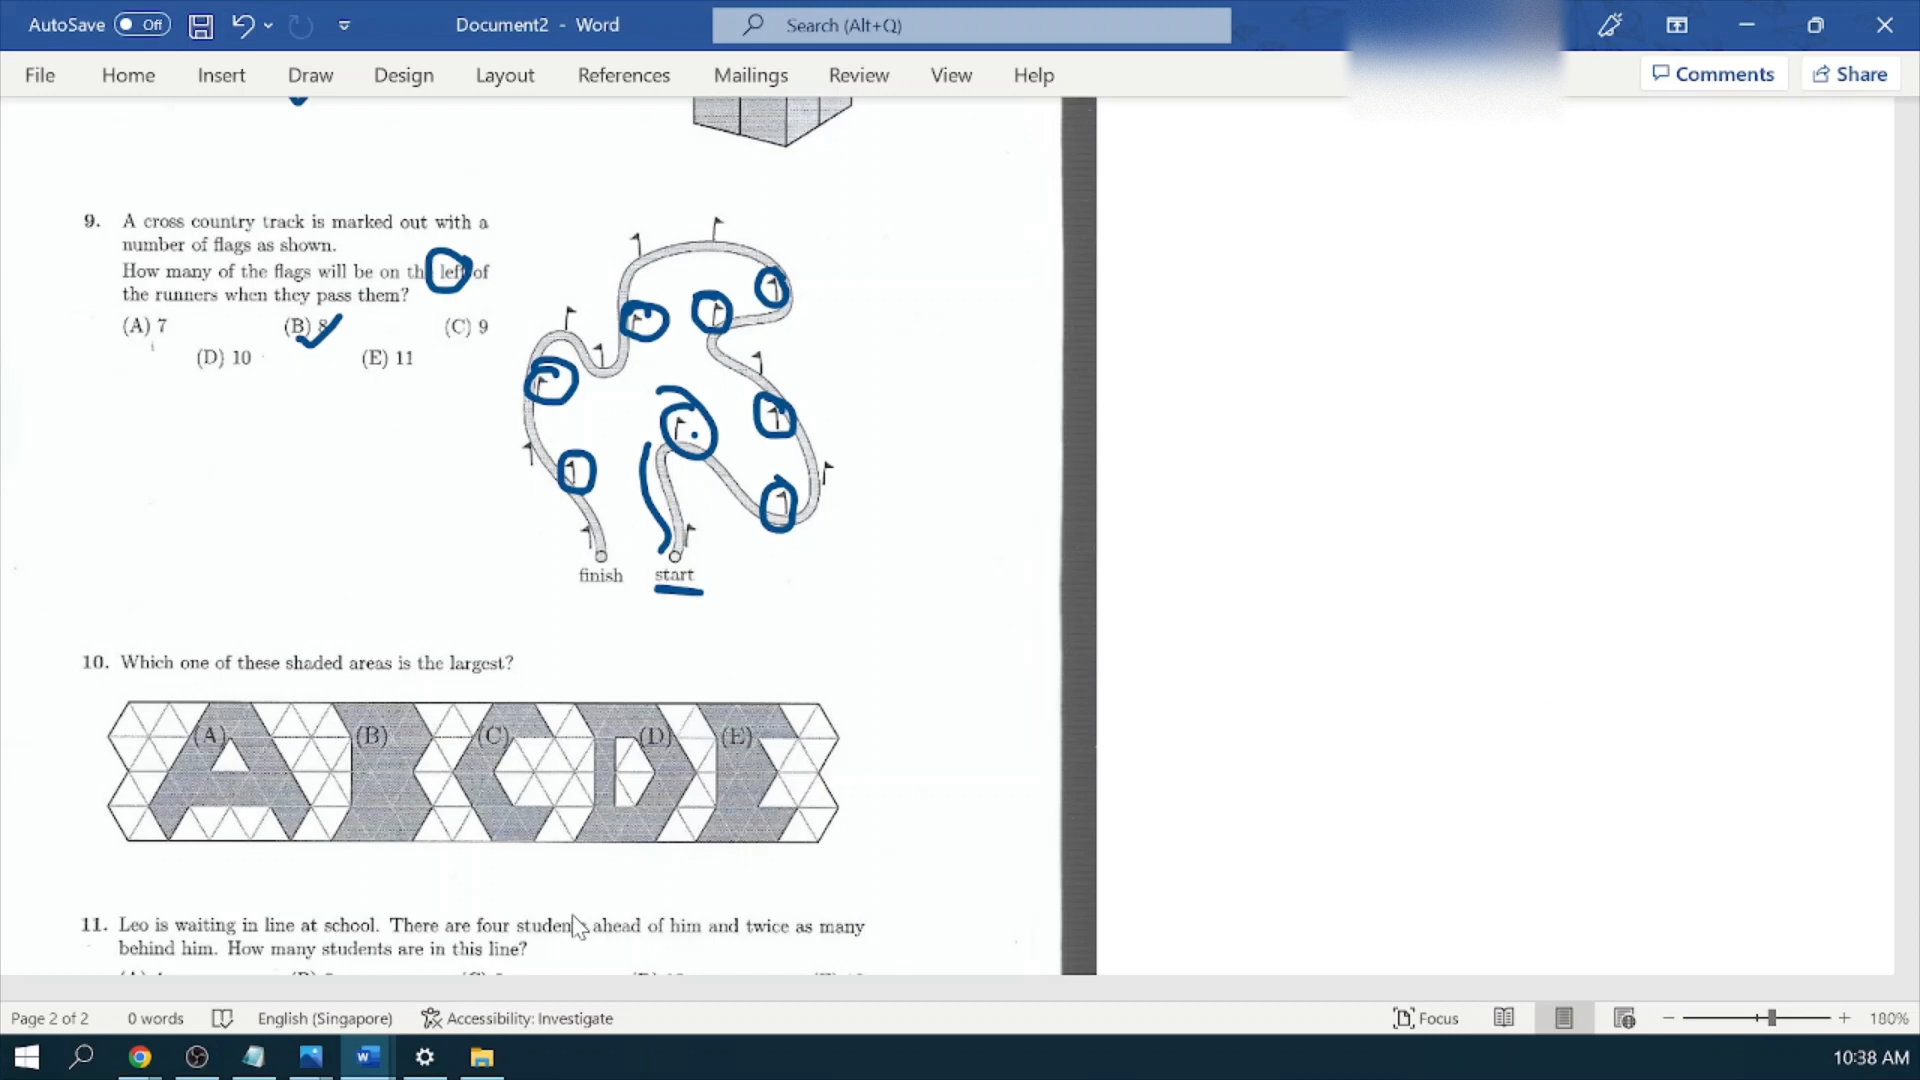 AutoSave Off Document2 - Word Search (Alt+Q)
File Home Insert Draw Design Layout References Mailings Review View Help Comments Share
9. A cross country track is marked out with a
number of flags as shown.
How many of the flags will be on the left of
the runners when they pass them?
(A) 7 (B) 8 (C) 9
(D) 10 (E) 11
finish start
10. Which one of these shaded areas is the largest?
(A) (B) (C) (D) (E)
11. Leo is waiting in line at school. There are four student ahead of him and twice as many
behind him. How many students are in this line?
Page 2 of 2 0 words English (Singapore) Accessibility: Investigate Focus 180%
10:38 AM